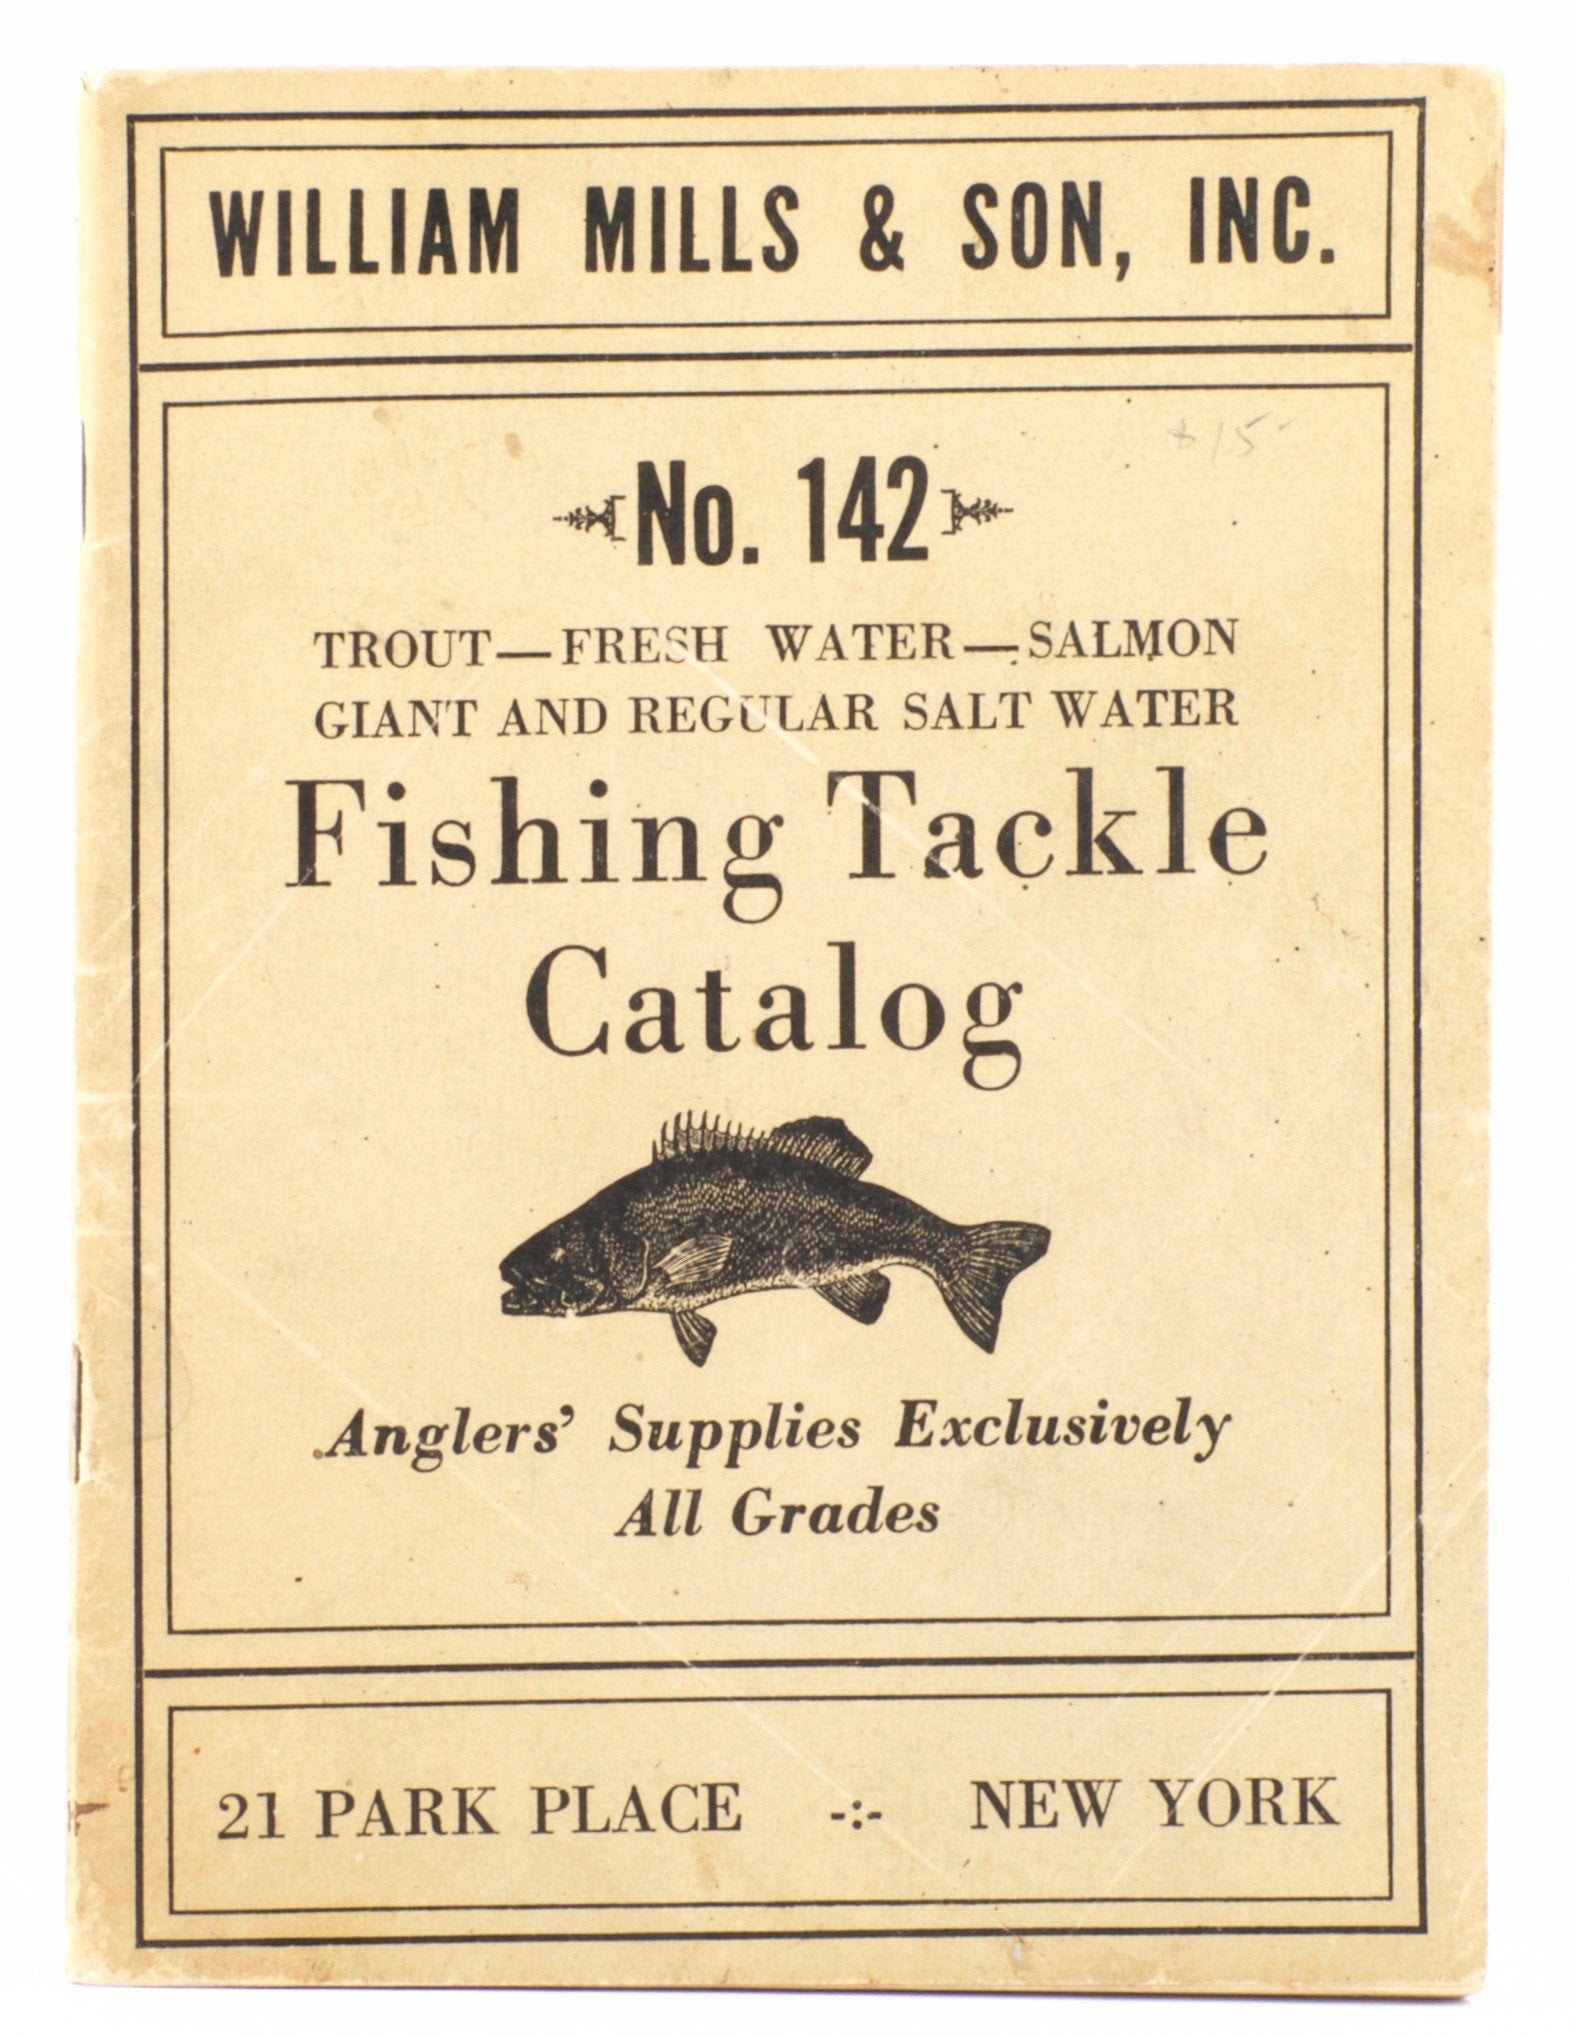 WILLIAM MILLS & SON, INC.
$15-
No. 142
TROUT—FRESH WATER—SALMON
GIANT AND REGULAR SALT WATER
Fishing Tackle
Catalog
Anglers' Supplies Exclusively
All Grades
21 PARK PLACE -:- NEW YORK